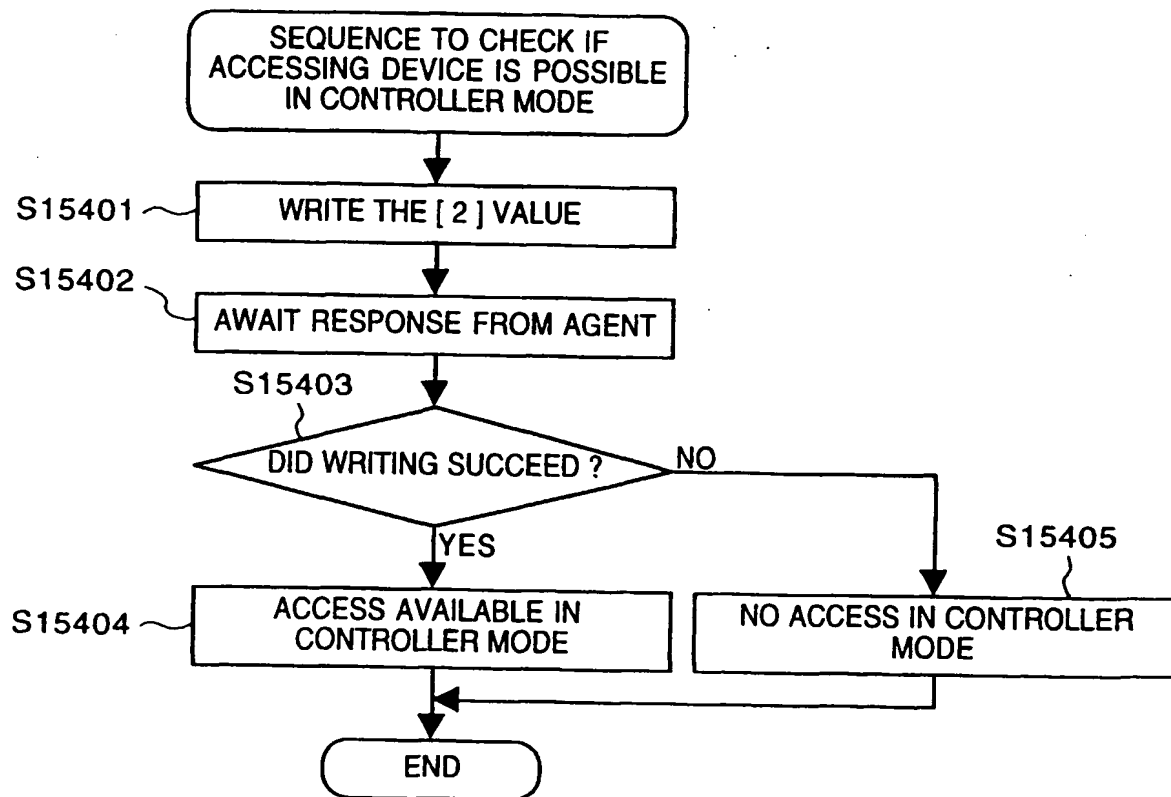 SEQUENCE TO CHECK IF
ACCESSING DEVICE IS POSSIBLE
IN CONTROLLER MODE
S15401
WRITE THE [ 2 ] VALUE
S15402
AWAIT RESPONSE FROM AGENT
S15403
DID WRITING SUCCEED ?
NO
YES
S15405
S15404
ACCESS AVAILABLE IN
CONTROLLER MODE
NO ACCESS IN CONTROLLER
MODE
END